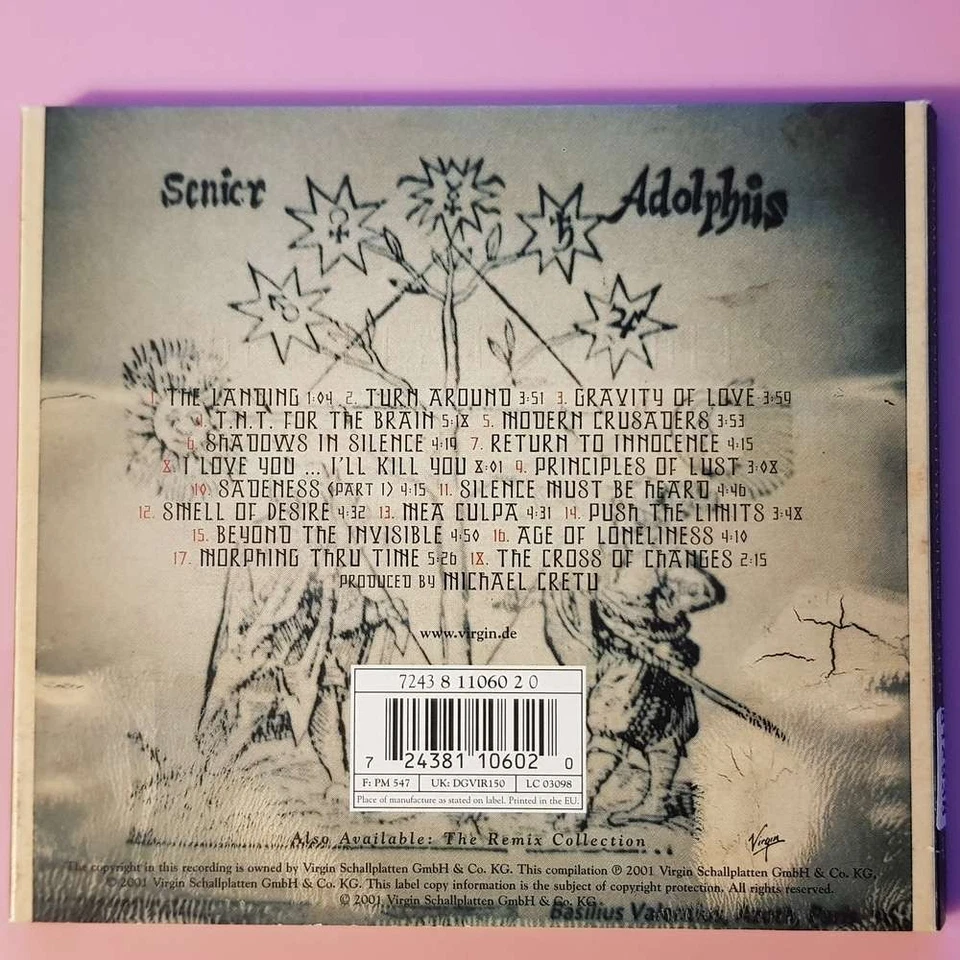 Senior
Adolphus
1. THE LANDING 1:04 2. TURN AROUND 3:51 3. GRAVITY OF LOVE 3:59
4. T.N.T. FOR THE BRAIN 5:18 5. MODERN CRUSADERS 3:53
6. SHADOWS IN SILENCE 4:19 7. RETURN TO INNOCENCE 4:15
8. I LOVE YOU ... I'LL KILL YOU 8:01 9. PRINCIPLES OF LUST 3:08
10. SADENESS (PART I) 4:15 11. SILENCE MUST BE HEARD 4:46
12. SMELL OF DESIRE 4:32 13. MEA CULPA 4:31 14. PUSH THE LIMITS 3:48
15. BEYOND THE INVISIBLE 4:50 16. AGE OF LONELINESS 4:10
17. MORPHING THRU TIME 5:26 18. THE CROSS OF CHANGES 2:15
PRODUCED BY MICHAEL CRETU
www.virgin.de
7243 8 11060 2 0
7 24381 10602 0
F: PM 547 UK: DGVIR150 LC 03098
Place of manufacture as stated on label. Printed in the EU.
Also Available: The Remix Collection
Virgin
The copyright in this recording is owned by Virgin Schallplatten GmbH & Co. KG. This compilation ℗ 2001 Virgin Schallplatten GmbH & Co. KG.
© 2001 Virgin Schallplatten GmbH & Co. KG. This label copy information is the subject of copyright protection. All rights reserved.
© 2001 Virgin Schallplatten GmbH & Co. KG
Basilius Valentius,